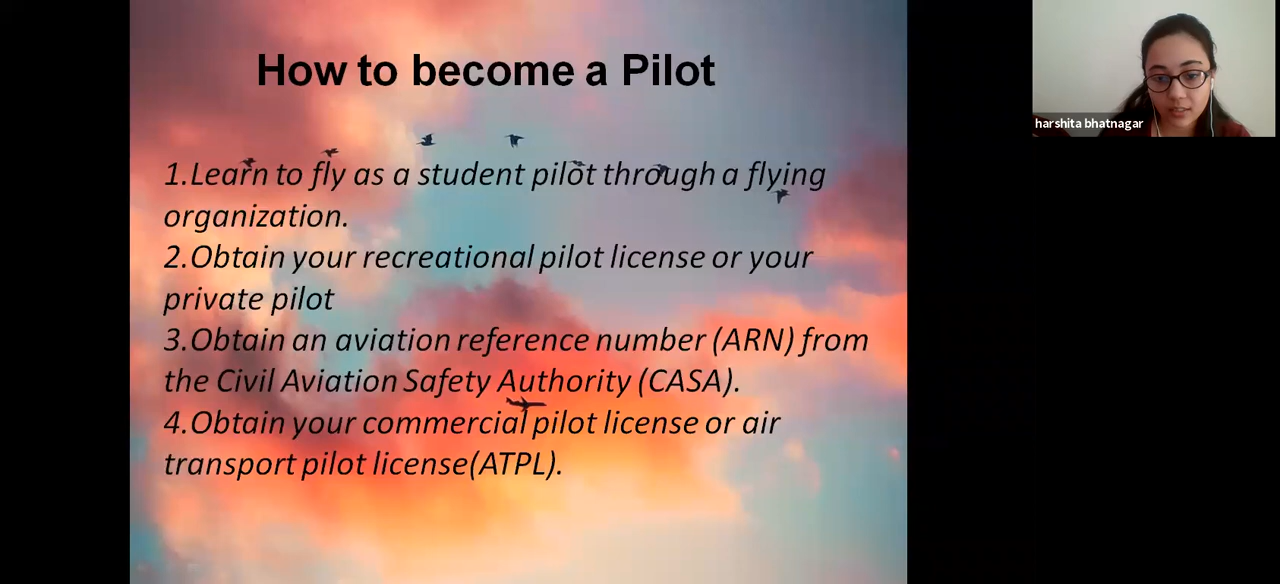 How to become a Pilot
1.Learn to fly as a student pilot through a flying
organization.
2.Obtain your recreational pilot license or your
private pilot
3.Obtain an aviation reference number (ARN) from
the Civil Aviation Safety Authority (CASA).
4.Obtain your commercial pilot license or air
transport pilot license(ATPL).
harshita bhatnagar